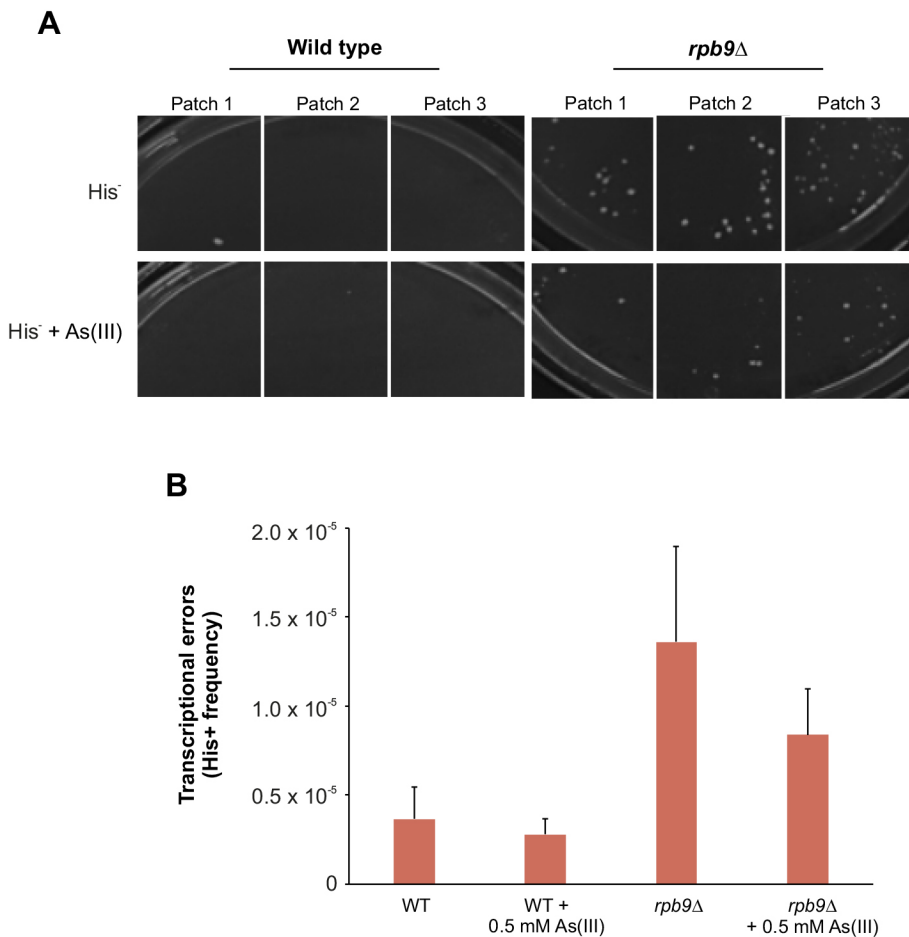 A
Wild type
rpb9Δ
Patch 1
Patch 2
Patch 3
Patch 1
Patch 2
Patch 3
His⁻
His⁻ + As(III)
B
Transcriptional errors
(His+ frequency)
2.0 x 10⁻⁵
1.5 x 10⁻⁵
1.0 x 10⁻⁵
0.5 x 10⁻⁵
0
WT
WT +
0.5 mM As(III)
rpb9Δ
rpb9Δ
+ 0.5 mM As(III)